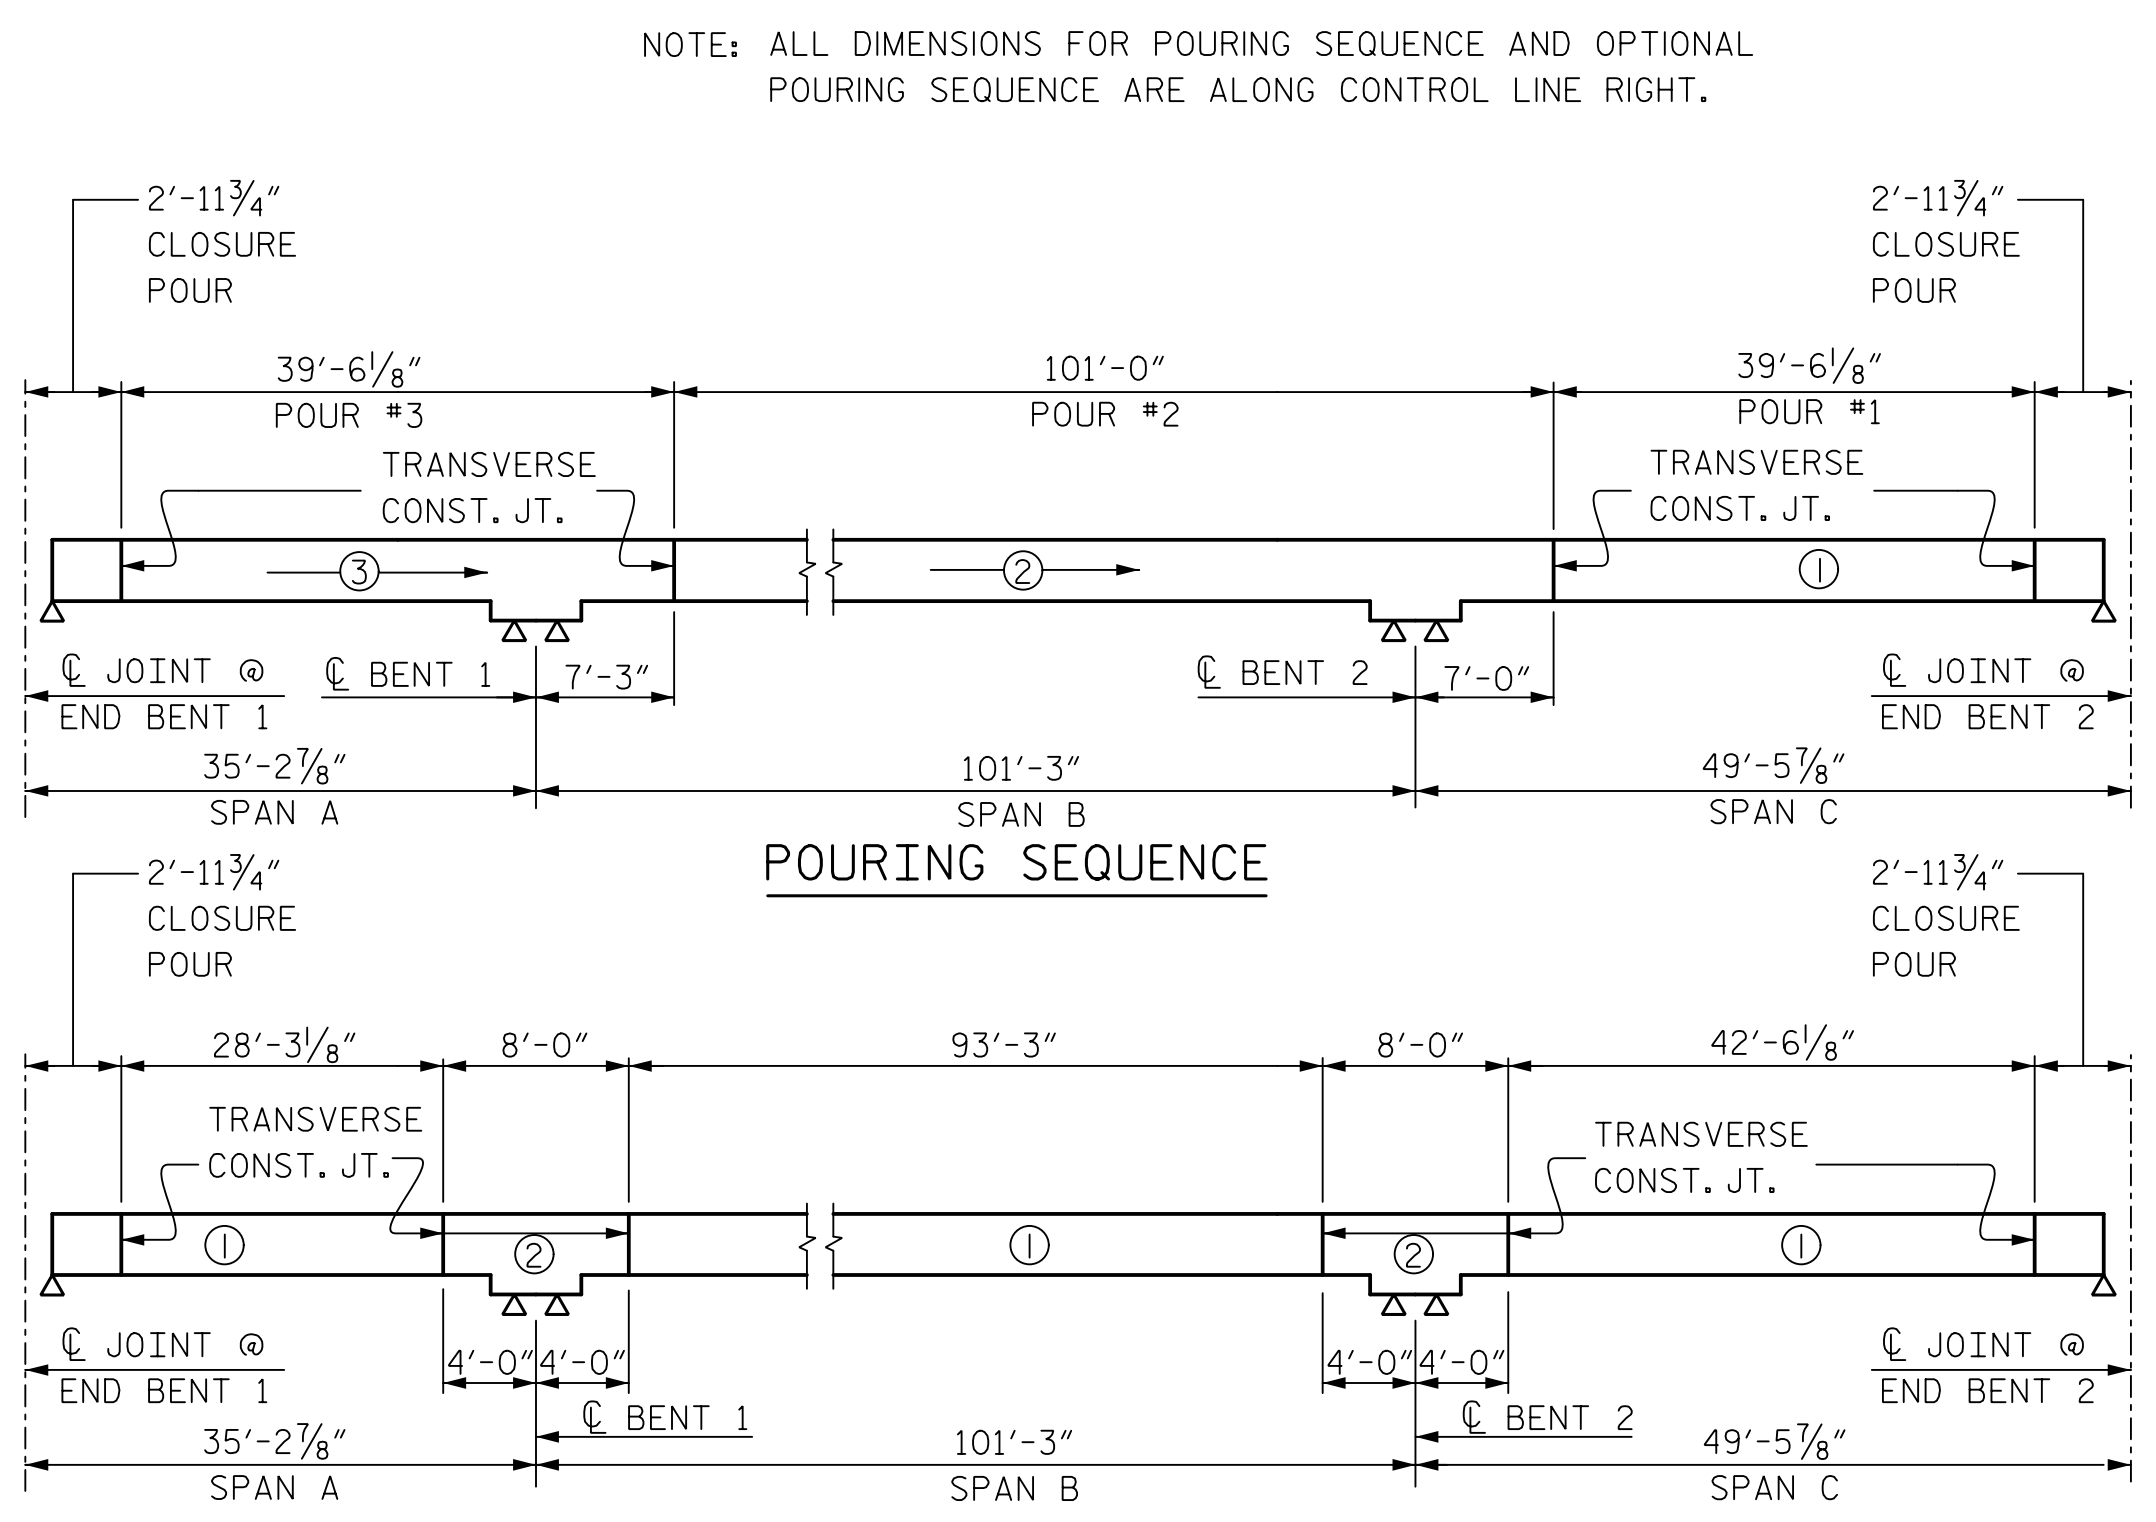 NOTE: ALL DIMENSIONS FOR POURING SEQUENCE AND OPTIONAL
POURING SEQUENCE ARE ALONG CONTROL LINE RIGHT.
2'-11¾"
CLOSURE
POUR
2'-11¾"
CLOSURE
POUR
39'-6⅛"
POUR #3
101'-0"
POUR #2
39'-6⅛"
POUR #1
TRANSVERSE
CONST. JT.
TRANSVERSE
CONST. JT.
3
2
1
℄ JOINT @
END BENT 1
℄ BENT 1
7'-3"
℄ BENT 2
7'-0"
℄ JOINT @
END BENT 2
35'-2⅞"
SPAN A
101'-3"
SPAN B
49'-5⅞"
SPAN C
POURING SEQUENCE
2'-11¾"
CLOSURE
POUR
2'-11¾"
CLOSURE
POUR
28'-3⅛"
8'-0"
93'-3"
8'-0"
42'-6⅛"
TRANSVERSE
CONST. JT.
TRANSVERSE
CONST. JT.
1
2
1
2
1
℄ JOINT @
END BENT 1
4'-0"
4'-0"
4'-0"
4'-0"
℄ JOINT @
END BENT 2
℄ BENT 1
℄ BENT 2
35'-2⅞"
SPAN A
101'-3"
SPAN B
49'-5⅞"
SPAN C